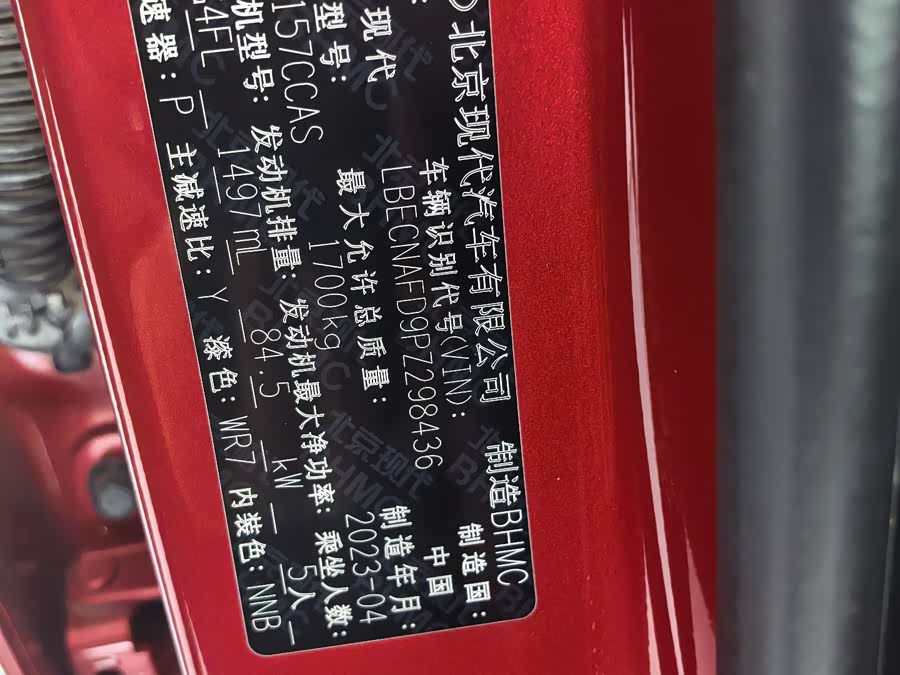 北京现代汽车有限公司 制造BHMC
现代 车辆识别代号(VIN): 制造国:
LBECNAFD9PZ298436 中国
型号: 最大允许总质量: 制造年月:
157CCAS 1700kg 2023-04
机型号: 发动机排量: 发动机最大净功率: 乘坐人数:
G4FL 1497mL 84.5 kW 5人
速器: P 主减速比: Y 漆色: WR7 内装色: NNB